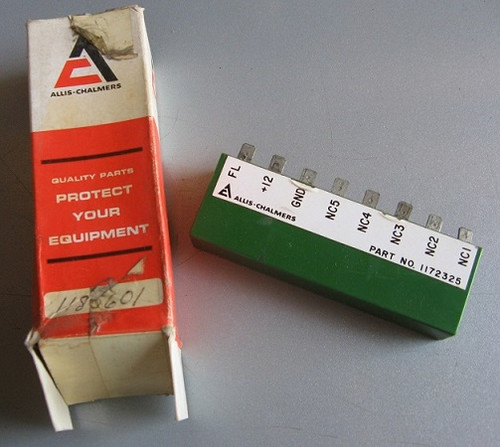 ALLIS-CHALMERS
QUALITY PARTS
PROTECT
YOUR
EQUIPMENT
FL
+12
GND
NC5
NC4
NC3
NC2
NC1
ALLIS-CHALMERS
PART NO. 1172325